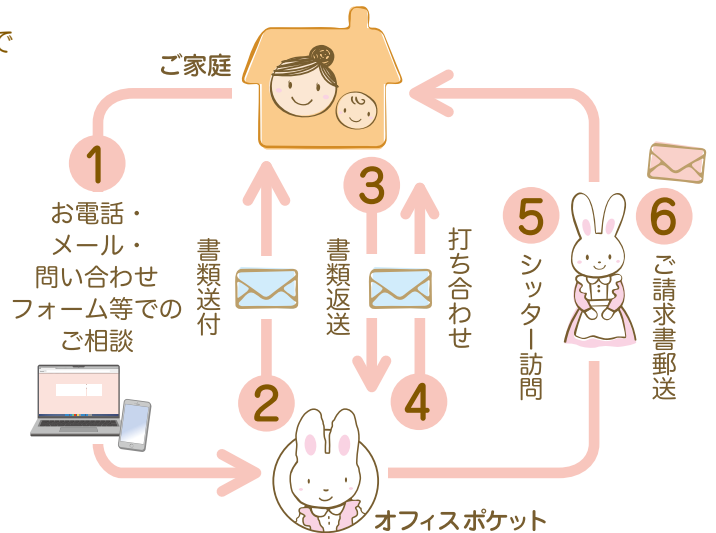 で
ご家庭
1
お電話・
メール・
問い合わせ
フォーム等での
ご相談
書類送付
2
3
書類返送
打ち合わせ
4
5
シッター訪問
6
ご請求書郵送
オフィスポケット